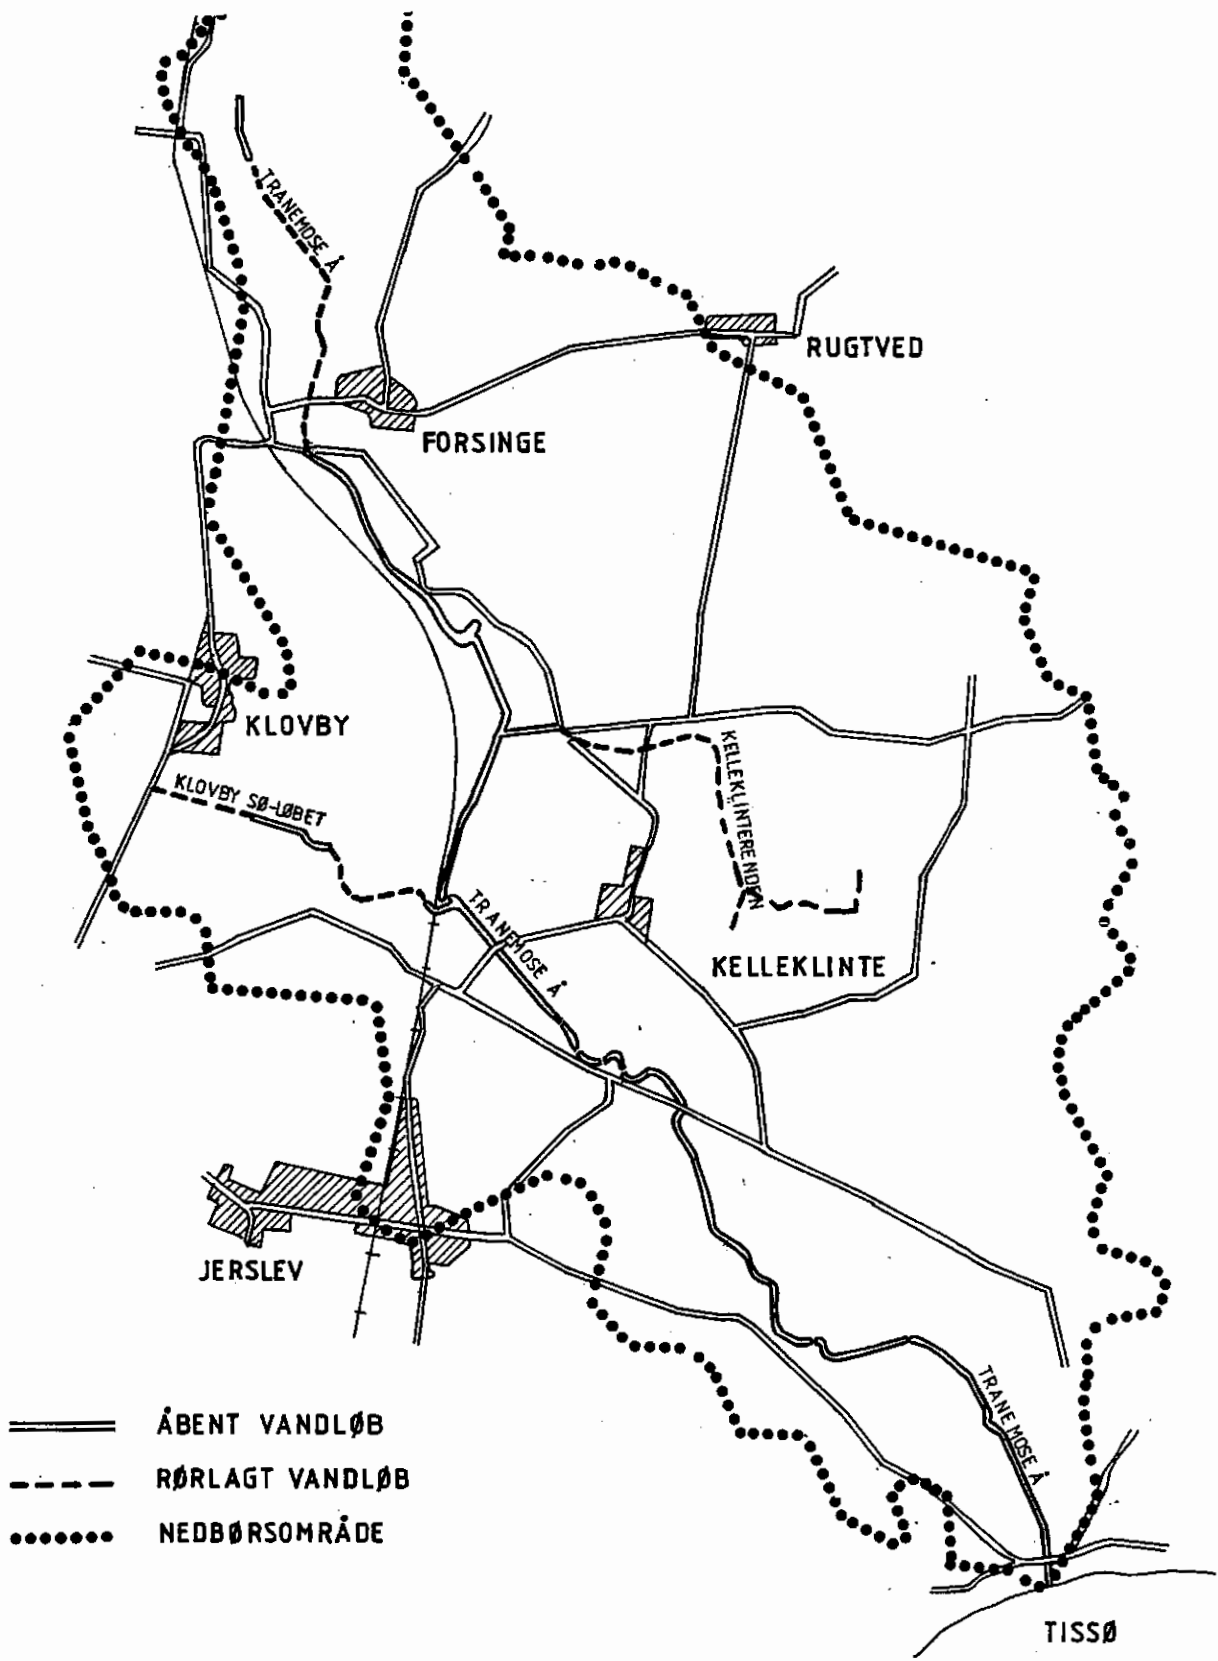 TRANEMOSE Å
RUGTVED
FORSINGE
KLOVBY
KLOVBY SØ-LØBET
KELLEKLINTERENDEN
TRANEMOSE Å
KELLEKLINTE
JERSLEV
TRANEMOSE Å
ÅBENT VANDLØB
RØRLAGT VANDLØB
NEDBØRSOMRÅDE
TISSØ